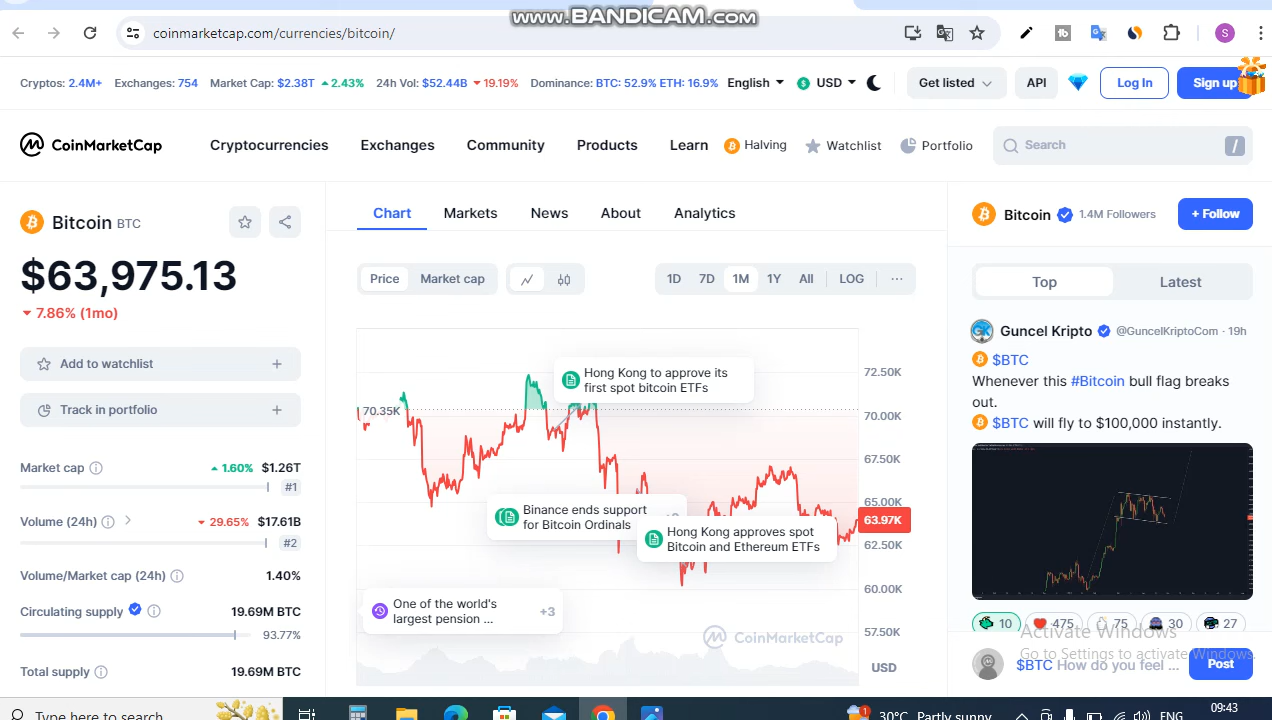 www.BANDICAM.com
coinmarketcap.com/currencies/bitcoin/
S
Cryptos: 2.4M+ Exchanges: 754 Market Cap: $2.38T 2.43% 24h Vol: $52.44B 19.19% Dominance: BTC: 52.9% ETH: 16.9% English USD Get listed API Log In Sign up
CoinMarketCap Cryptocurrencies Exchanges Community Products Learn Halving Watchlist Portfolio Search /
Bitcoin BTC
$63,975.13
7.86% (1mo)
Add to watchlist +
Track in portfolio +
Market cap 1.60% $1.26T
#1
Volume (24h) 29.65% $17.61B
#2
Volume/Market cap (24h) 1.40%
Circulating supply 19.69M BTC
93.77%
Total supply 19.69M BTC
Chart Markets News About Analytics
Price Market cap 1D 7D 1M 1Y All LOG ...
70.35K
Hong Kong to approve its
first spot bitcoin ETFs
Binance ends support
for Bitcoin Ordinals
Hong Kong approves spot
Bitcoin and Ethereum ETFs
One of the world's
largest pension ...
+3
72.50K
70.00K
67.50K
65.00K
63.97K
62.50K
60.00K
57.50K
USD
CoinMarketCap
Bitcoin 1.4M Followers + Follow
Top Latest
Guncel Kripto @GuncelKriptoCom · 19h
$BTC
Whenever this #Bitcoin bull flag breaks
out.
$BTC will fly to $100,000 instantly.
10 475 75 30 27
Activate Windows
Go to Settings to activate Windows.
$BTC How do you feel ... Post
Type here to search
1 30°C Partly sunny ENG 09:43